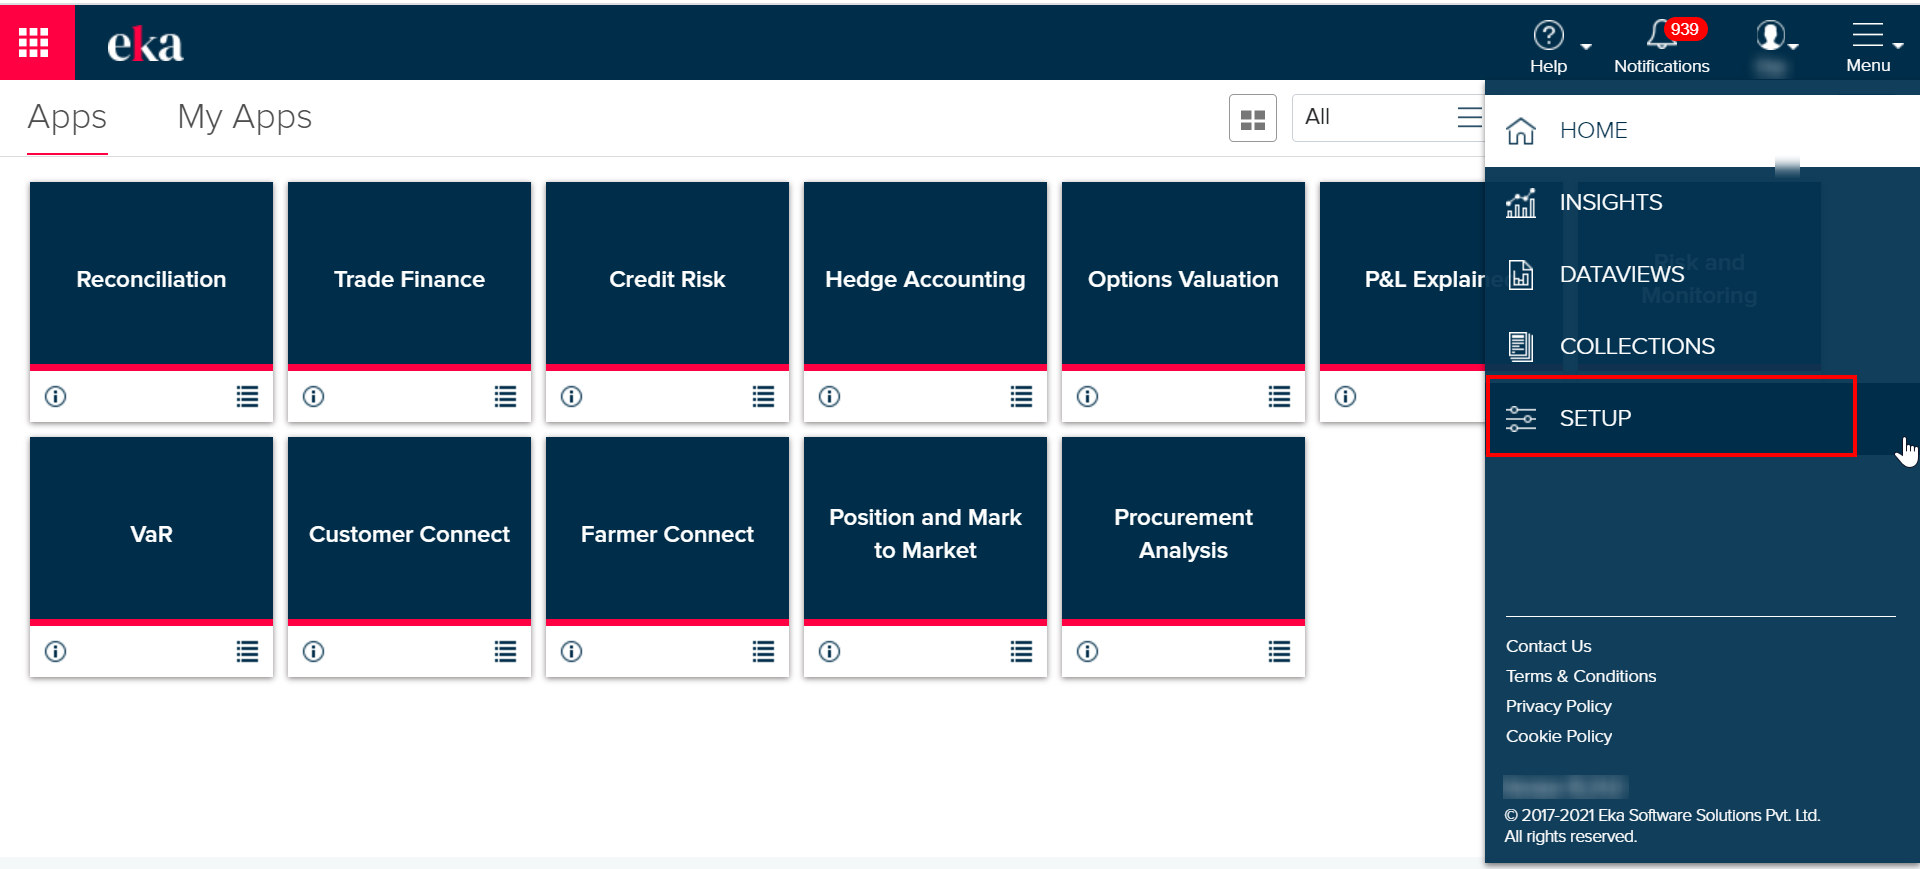 eka
Help
939
Notifications
Menu
Apps
My Apps
All
HOME
INSIGHTS
DATAVIEWS
COLLECTIONS
SETUP
Reconciliation
Trade Finance
Credit Risk
Hedge Accounting
Options Valuation
P&L Explaine
Risk and
Monitoring
VaR
Customer Connect
Farmer Connect
Position and Mark
to Market
Procurement
Analysis
Contact Us
Terms & Conditions
Privacy Policy
Cookie Policy
© 2017-2021 Eka Software Solutions Pvt. Ltd.
All rights reserved.